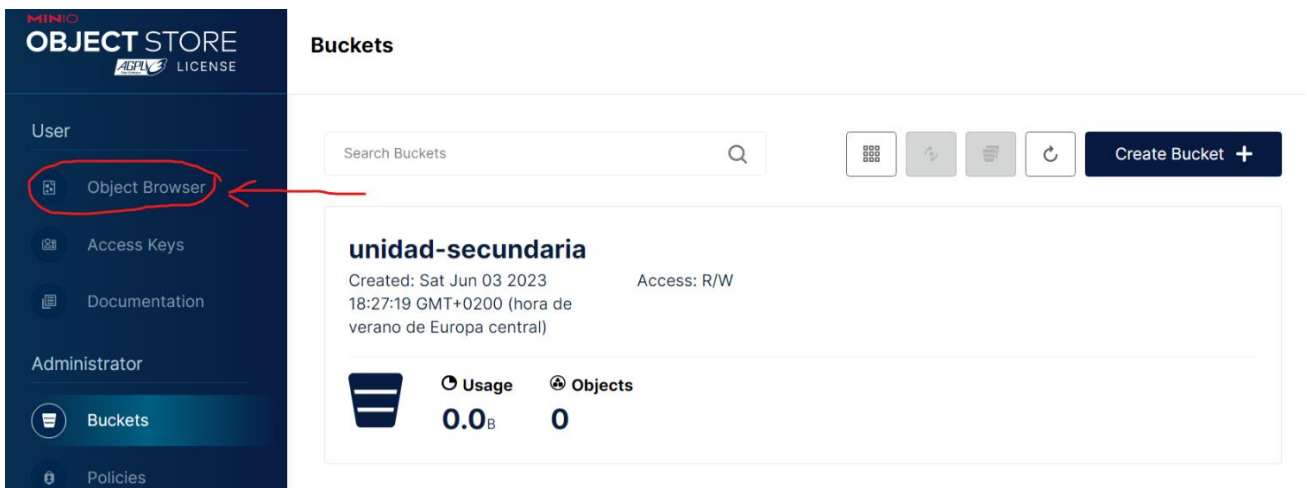 MINIO
OBJECT STORE
AGPLv3 LICENSE
User
Object Browser
Access Keys
Documentation
Administrator
Buckets
Policies
Buckets
Search Buckets
Create Bucket +
unidad-secundaria
Created: Sat Jun 03 2023
18:27:19 GMT+0200 (hora de
verano de Europa central)
Access: R/W
Usage
0.0B
Objects
0